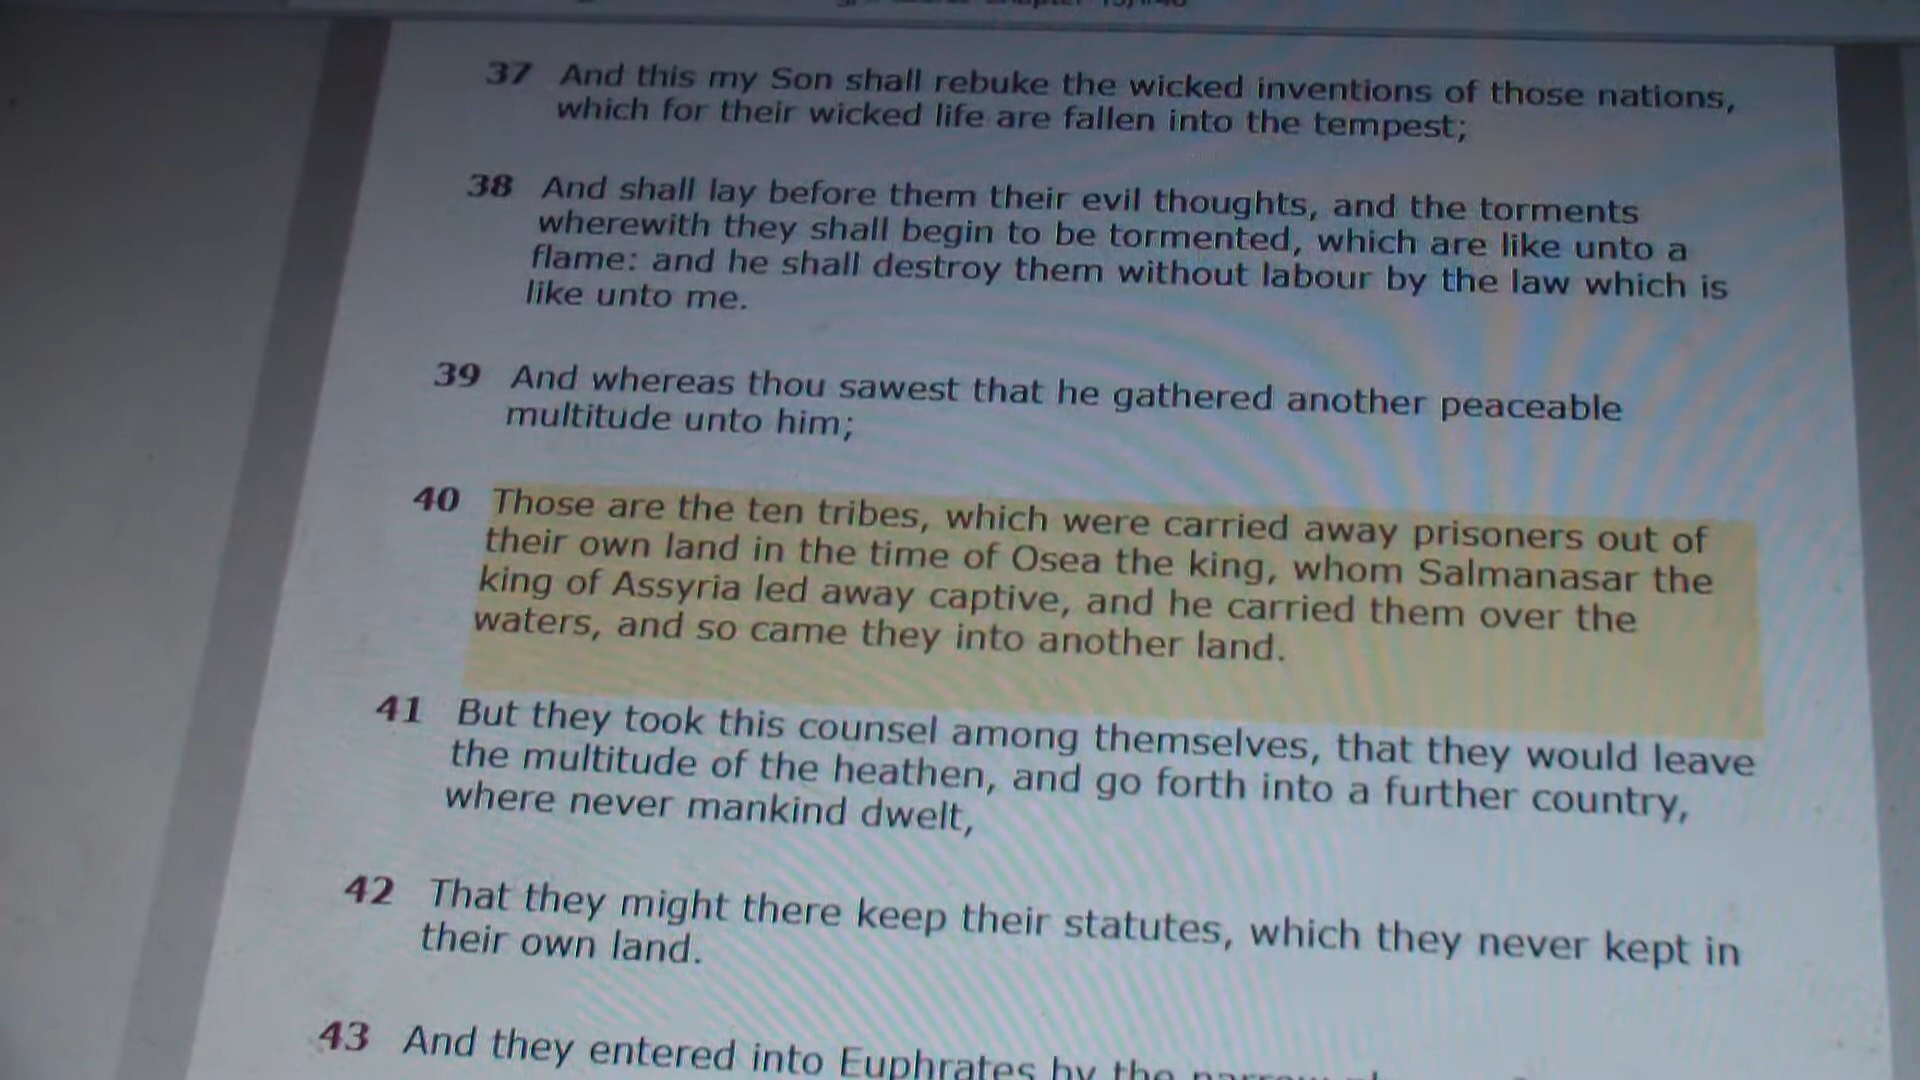 37 And this my Son shall rebuke the wicked inventions of those nations,
which for their wicked life are fallen into the tempest;
38 And shall lay before them their evil thoughts, and the torments
wherewith they shall begin to be tormented, which are like unto a
flame: and he shall destroy them without labour by the law which is
like unto me.
39 And whereas thou sawest that he gathered another peaceable
multitude unto him;
40 Those are the ten tribes, which were carried away prisoners out of
their own land in the time of Osea the king, whom Salmanasar the
king of Assyria led away captive, and he carried them over the
waters, and so came they into another land.
41 But they took this counsel among themselves, that they would leave
the multitude of the heathen, and go forth into a further country,
where never mankind dwelt,
42 That they might there keep their statutes, which they never kept in
their own land.
43 And they entered into Euphrates by the